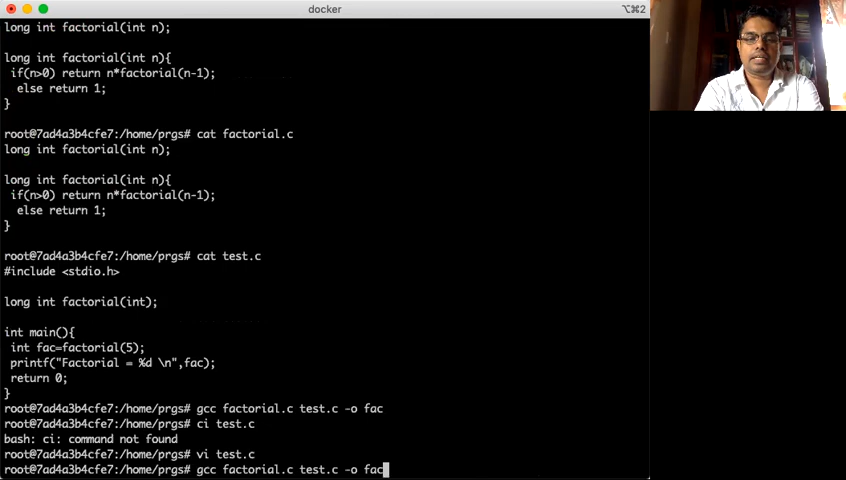 docker
⌥⌘2
long int factorial(int n);
long int factorial(int n){
if(n>0) return n*factorial(n-1);
else return 1;
}
root@7ad4a3b4cfe7:/home/prgs# cat factorial.c
long int factorial(int n);
long int factorial(int n){
if(n>0) return n*factorial(n-1);
else return 1;
}
root@7ad4a3b4cfe7:/home/prgs# cat test.c
#include <stdio.h>
long int factorial(int);
int main(){
int fac=factorial(5);
printf("Factorial = %d \n",fac);
return 0;
}
root@7ad4a3b4cfe7:/home/prgs# gcc factorial.c test.c -o fac
root@7ad4a3b4cfe7:/home/prgs# ci test.c
bash: ci: command not found
root@7ad4a3b4cfe7:/home/prgs# vi test.c
root@7ad4a3b4cfe7:/home/prgs# gcc factorial.c test.c -o fac